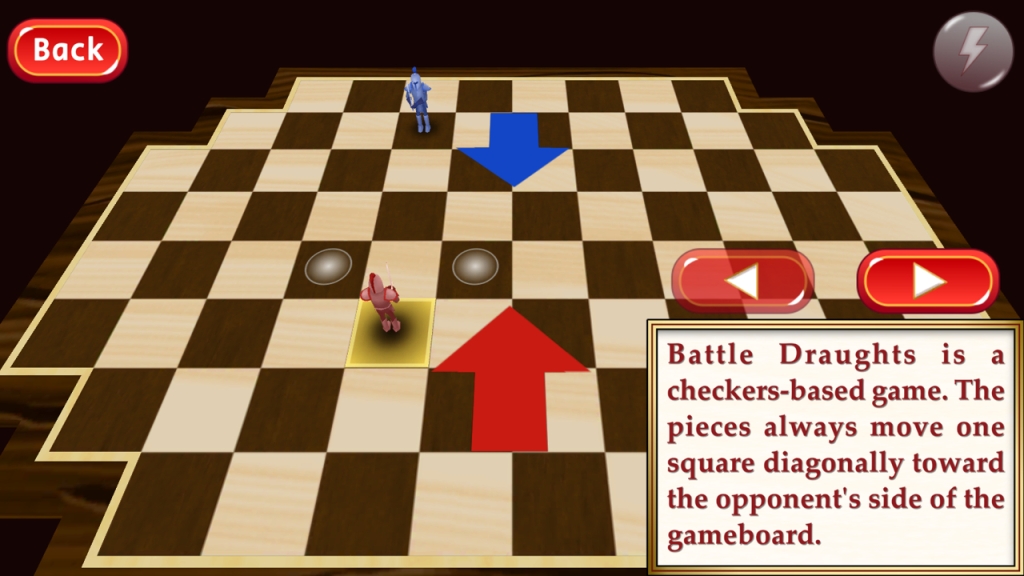 Back
Battle Draughts is a
checkers-based game. The
pieces always move one
square diagonally toward
the opponent's side of the
gameboard.